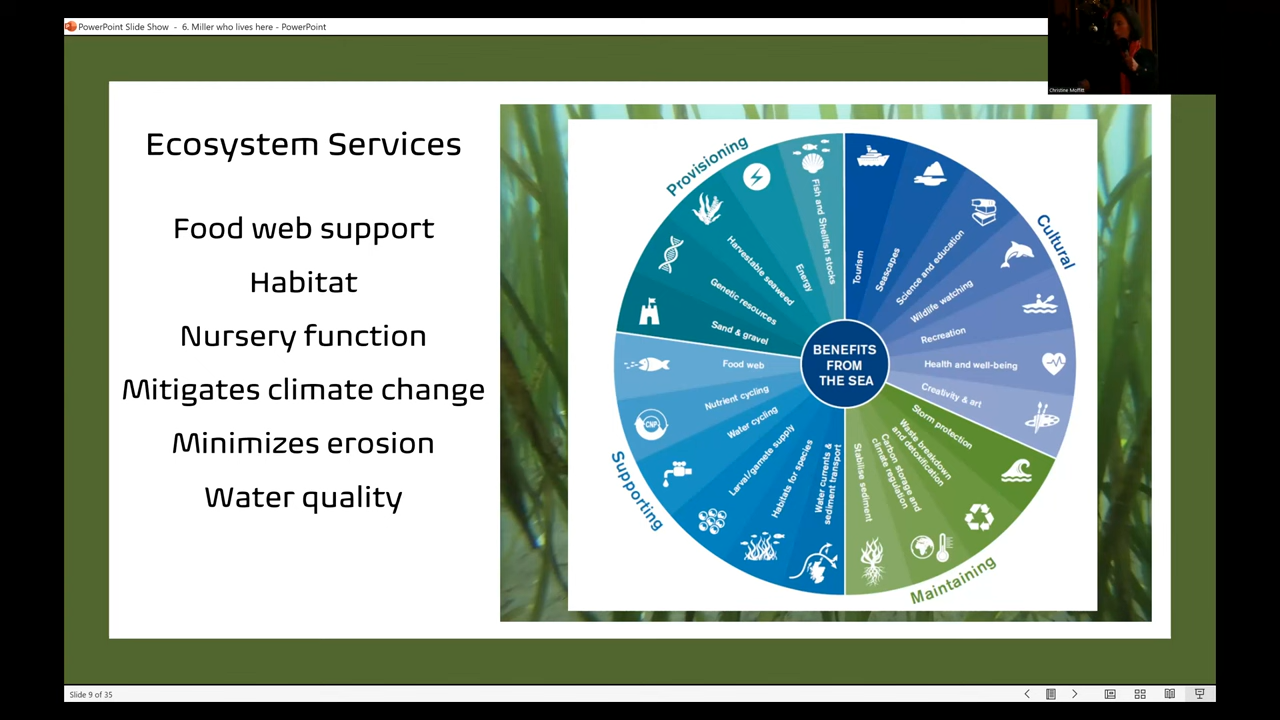 PowerPoint Slide Show - 6. Miller who lives here - PowerPoint
Christine Moffitt
Ecosystem Services
Food web support
Habitat
Nursery function
Mitigates climate change
Minimizes erosion
Water quality
Provisioning
Fish and Shellfish stocks
Energy
Harvestable seaweed
Genetic resources
Sand & gravel
Cultural
Tourism
Seascapes
Science and education
Wildlife watching
Recreation
Health and well-being
Creativity & art
BENEFITS
FROM
THE SEA
Supporting
Food web
Nutrient cycling
CNP
Water cycling
Larval/gamete supply
Habitats for species
Water currents &
sediment transport
Maintaining
Storm protection
Waste breakdown
and detoxification
Carbon storage and
climate regulation
Stabilise sediment
Slide 9 of 35